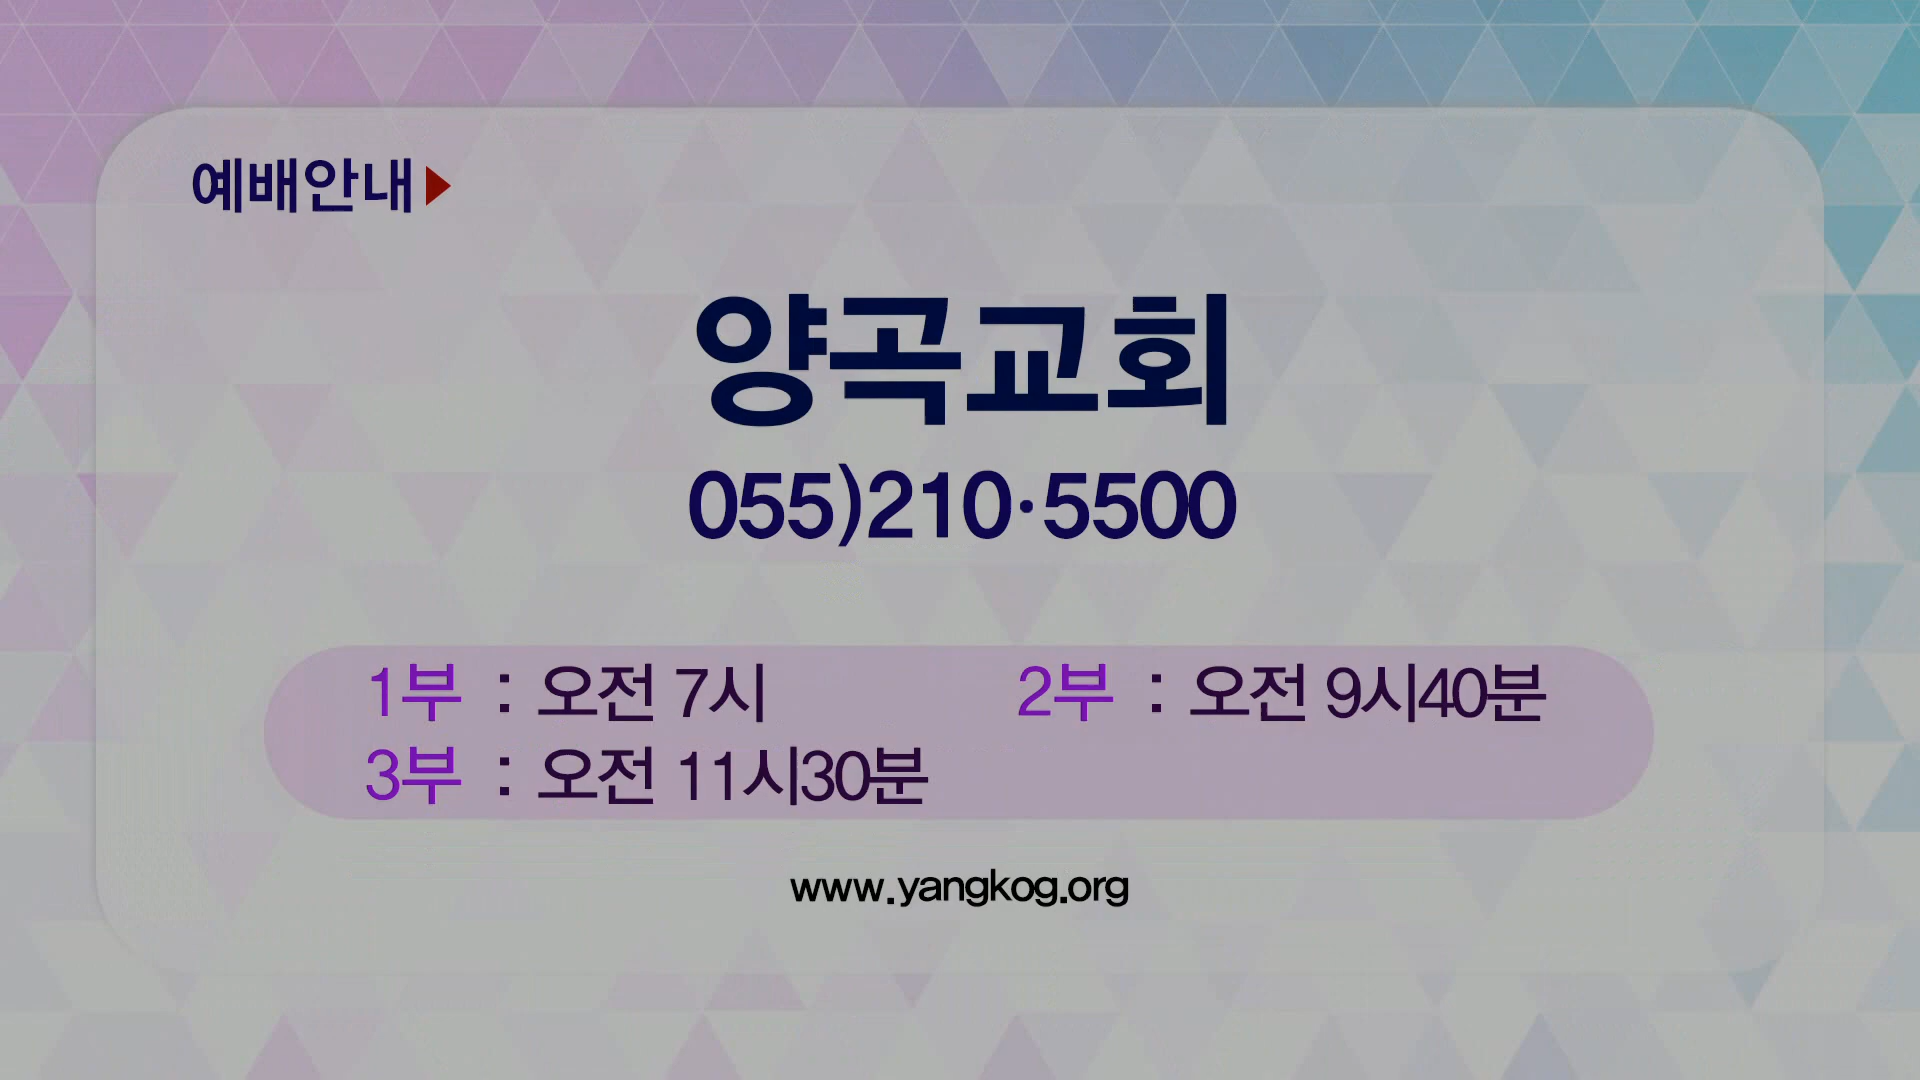 예배안내▶
양곡교회
055)210·5500
1부 : 오전 7시 2부 : 오전 9시40분
3부 : 오전 11시30분
www.yangkog.org